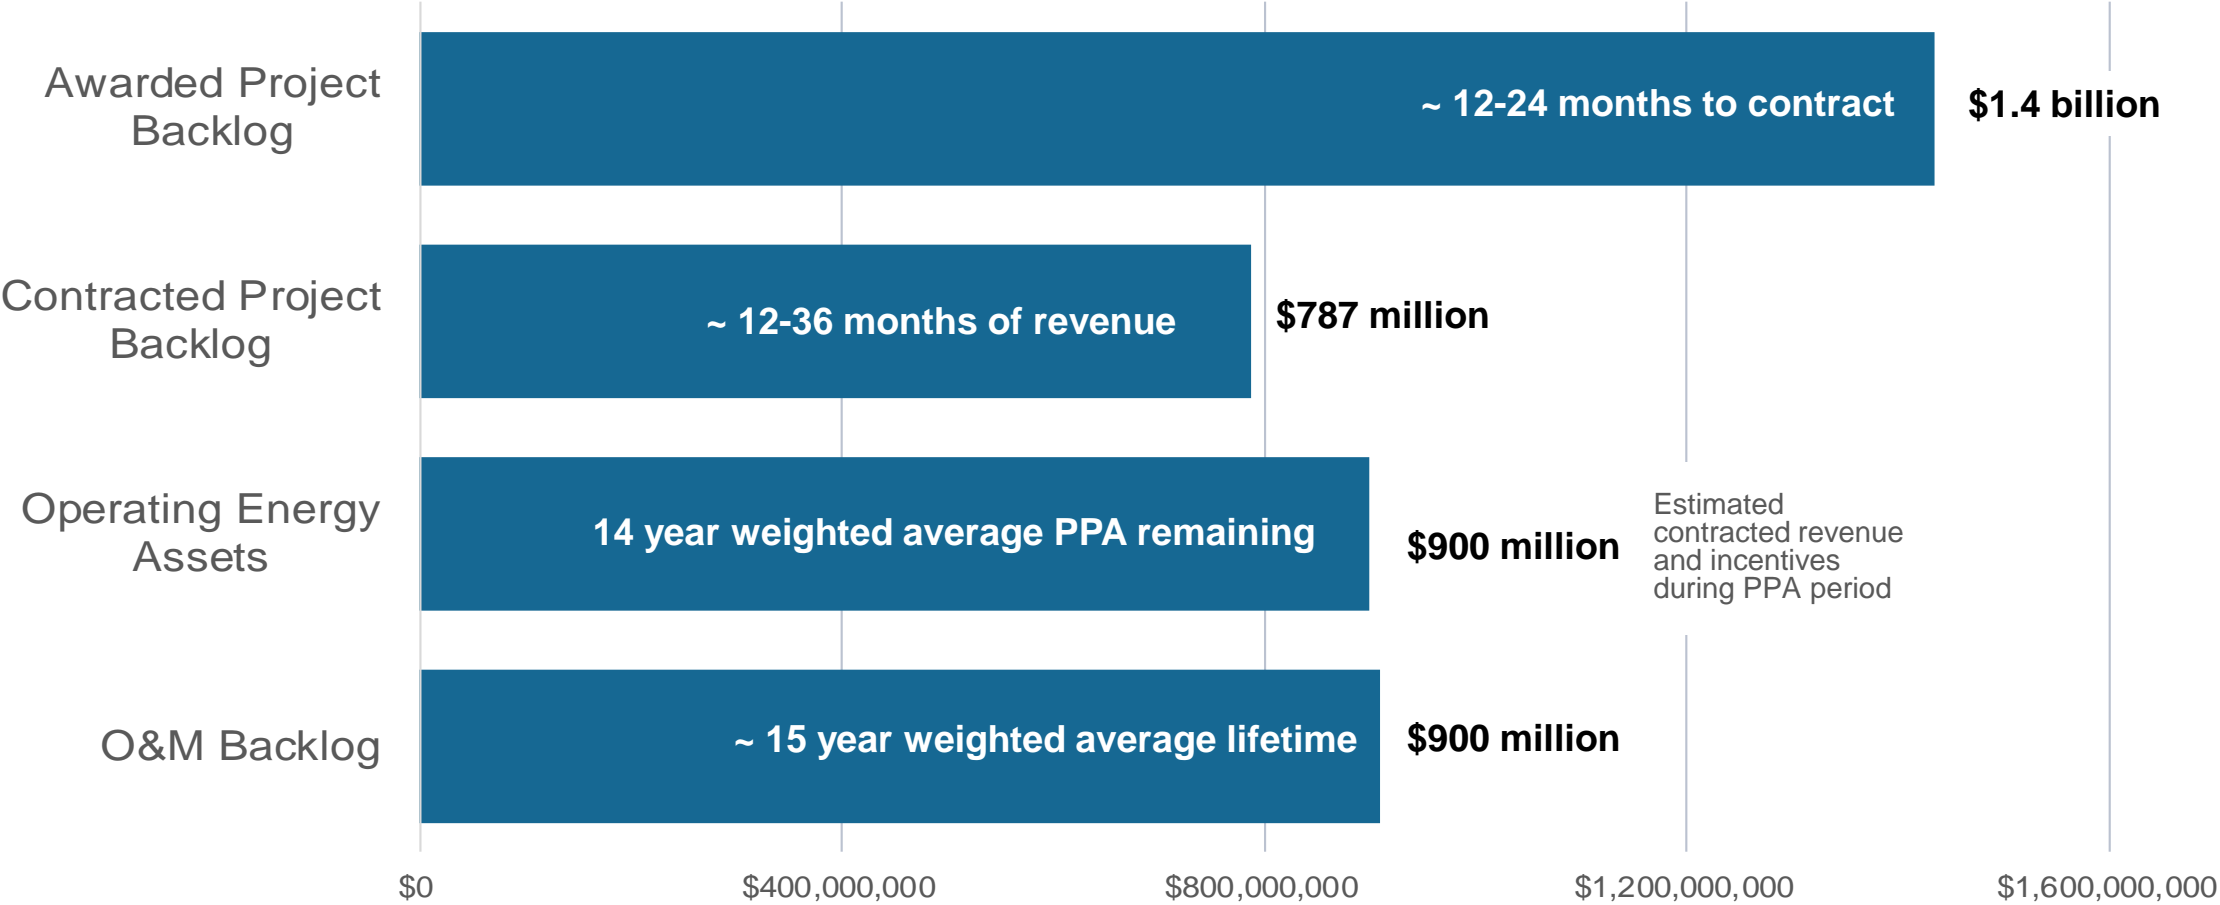 Awarded Project
Backlog
~ 12-24 months to contract
$1.4 billion
Contracted Project
Backlog
~ 12-36 months of revenue
$787 million
Operating Energy
Assets
14 year weighted average PPA remaining
$900 million
Estimated
contracted revenue
and incentives
during PPA period
O&M Backlog
~ 15 year weighted average lifetime
$900 million
$0
$400,000,000
$800,000,000
$1,200,000,000
$1,600,000,000